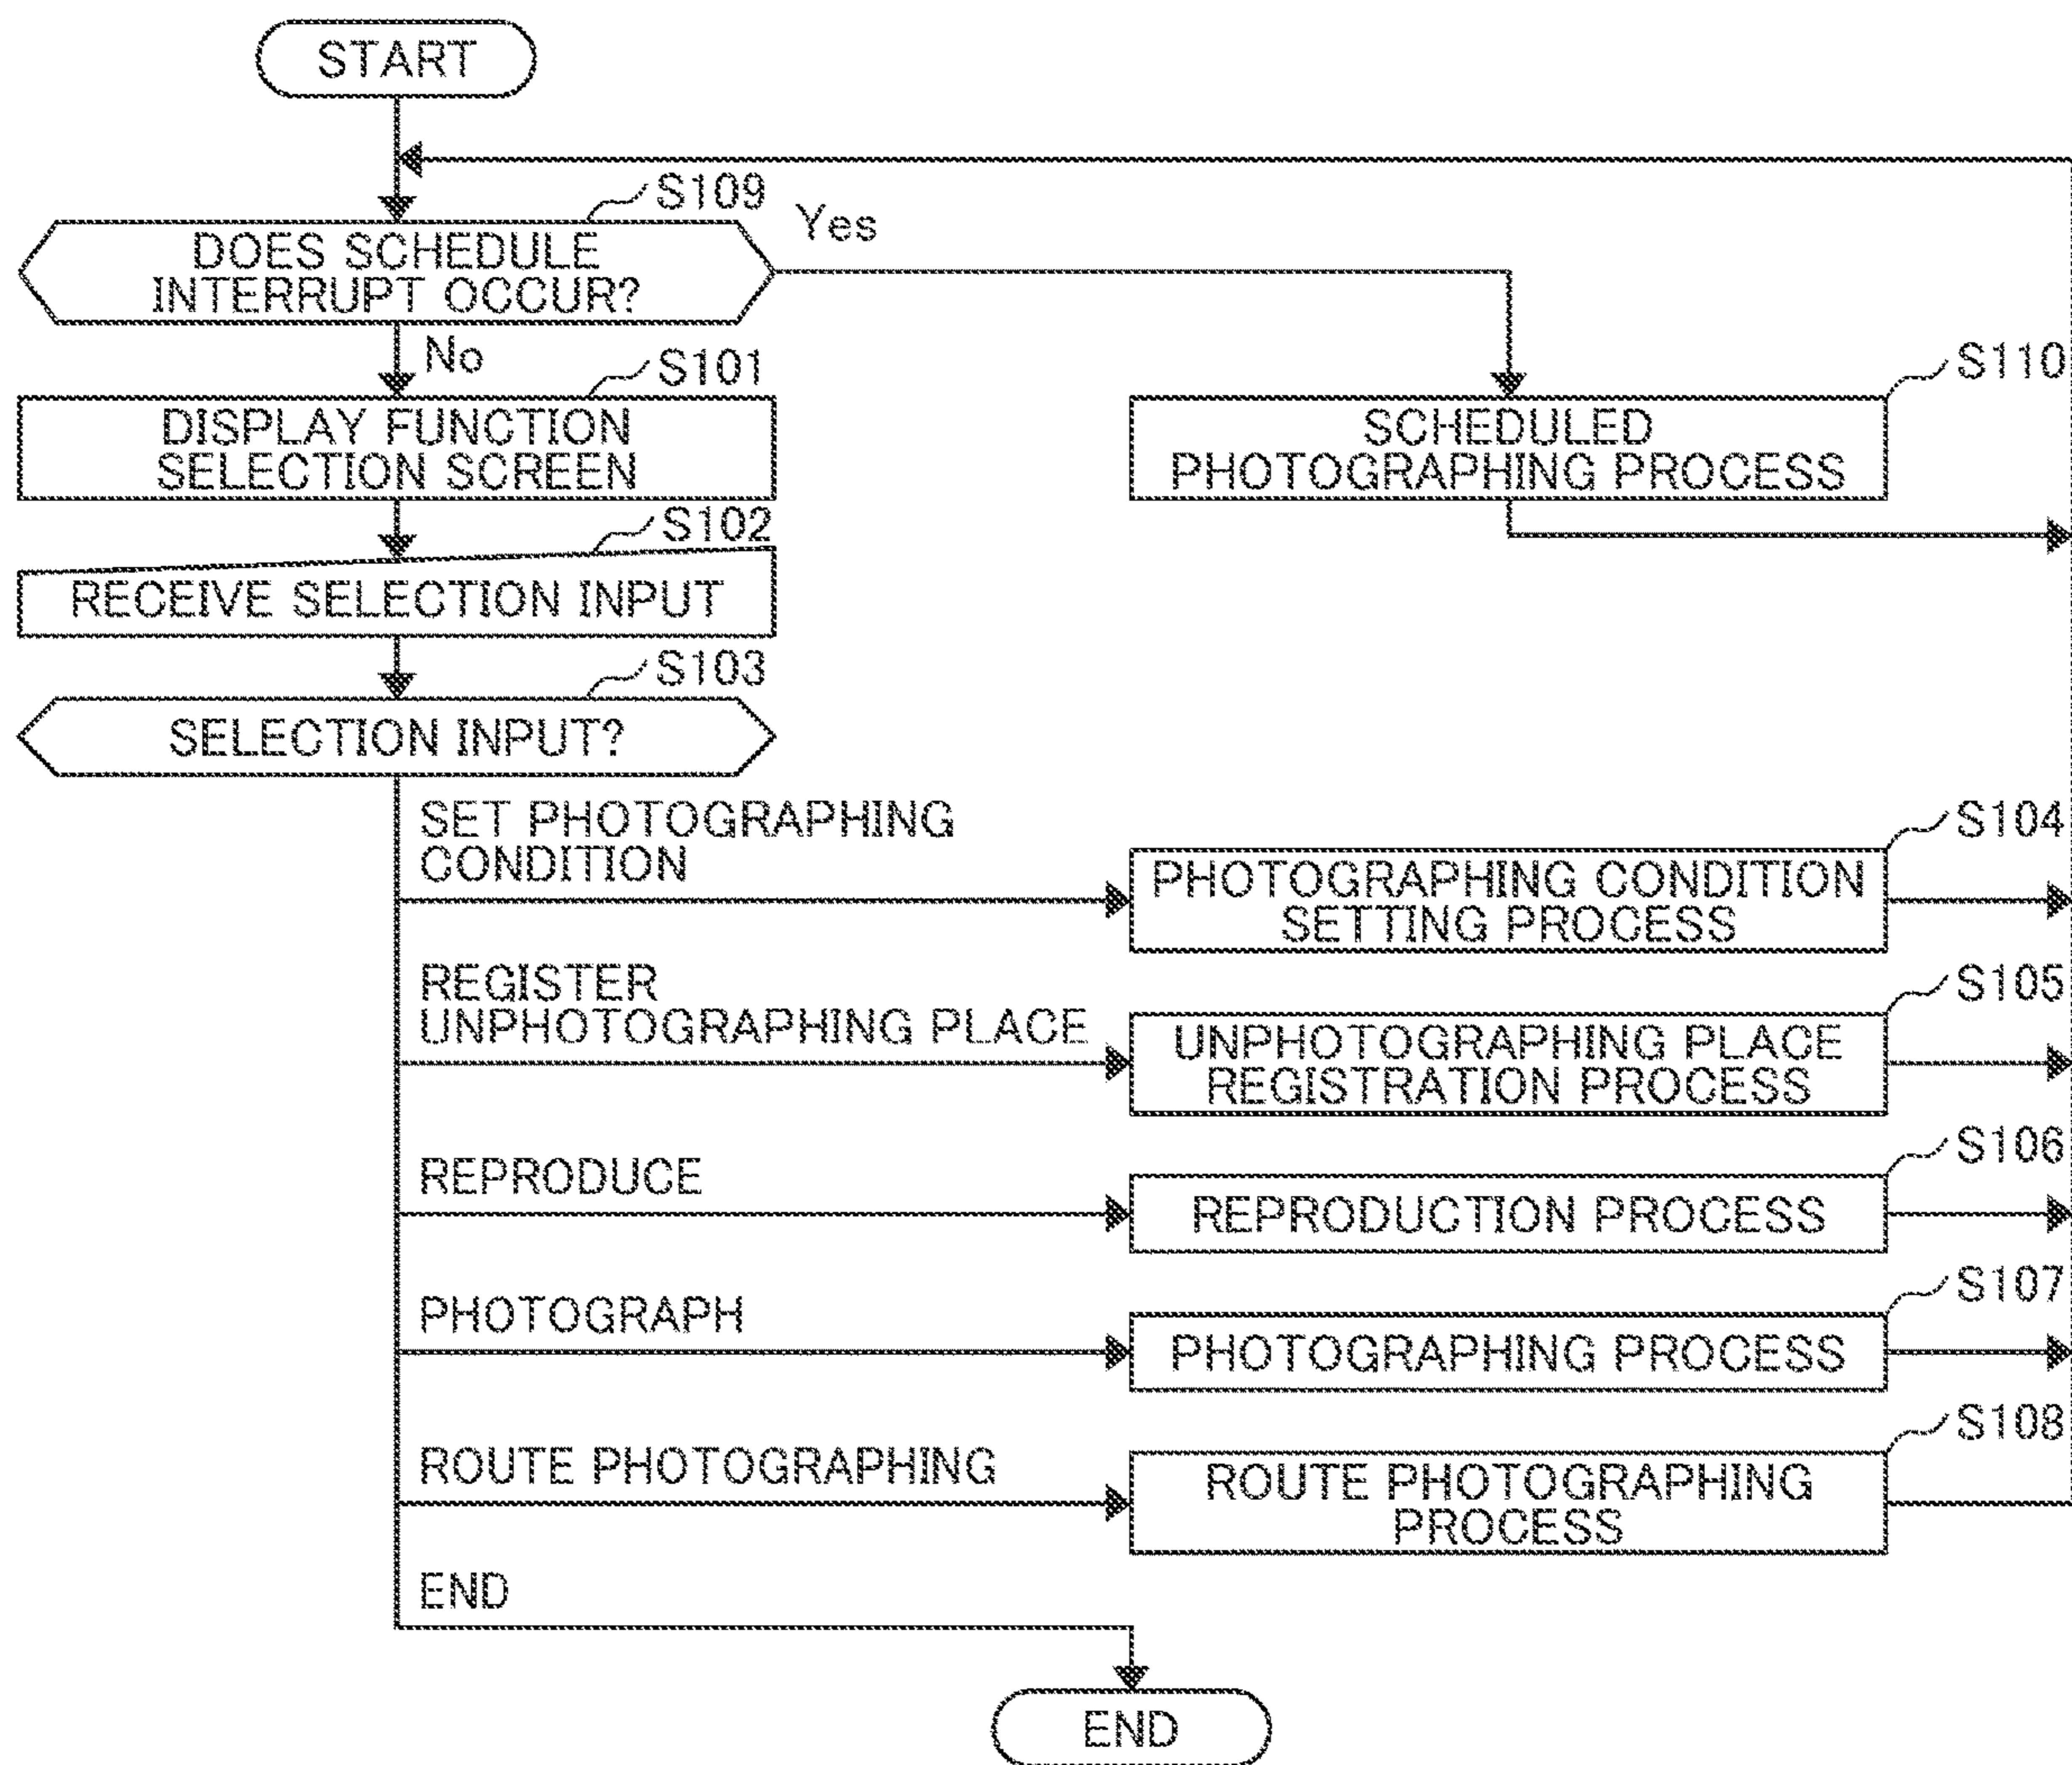 START
S109
DOES SCHEDULE
INTERRUPT OCCUR?
Yes
No
S101
DISPLAY FUNCTION
SELECTION SCREEN
S110
SCHEDULED
PHOTOGRAPHING PROCESS
S102
RECEIVE SELECTION INPUT
S103
SELECTION INPUT?
SET PHOTOGRAPHING
CONDITION
S104
PHOTOGRAPHING CONDITION
SETTING PROCESS
REGISTER
UNPHOTOGRAPHING PLACE
S105
UNPHOTOGRAPHING PLACE
REGISTRATION PROCESS
REPRODUCE
S106
REPRODUCTION PROCESS
PHOTOGRAPH
S107
PHOTOGRAPHING PROCESS
ROUTE PHOTOGRAPHING
S108
ROUTE PHOTOGRAPHING
PROCESS
END
END